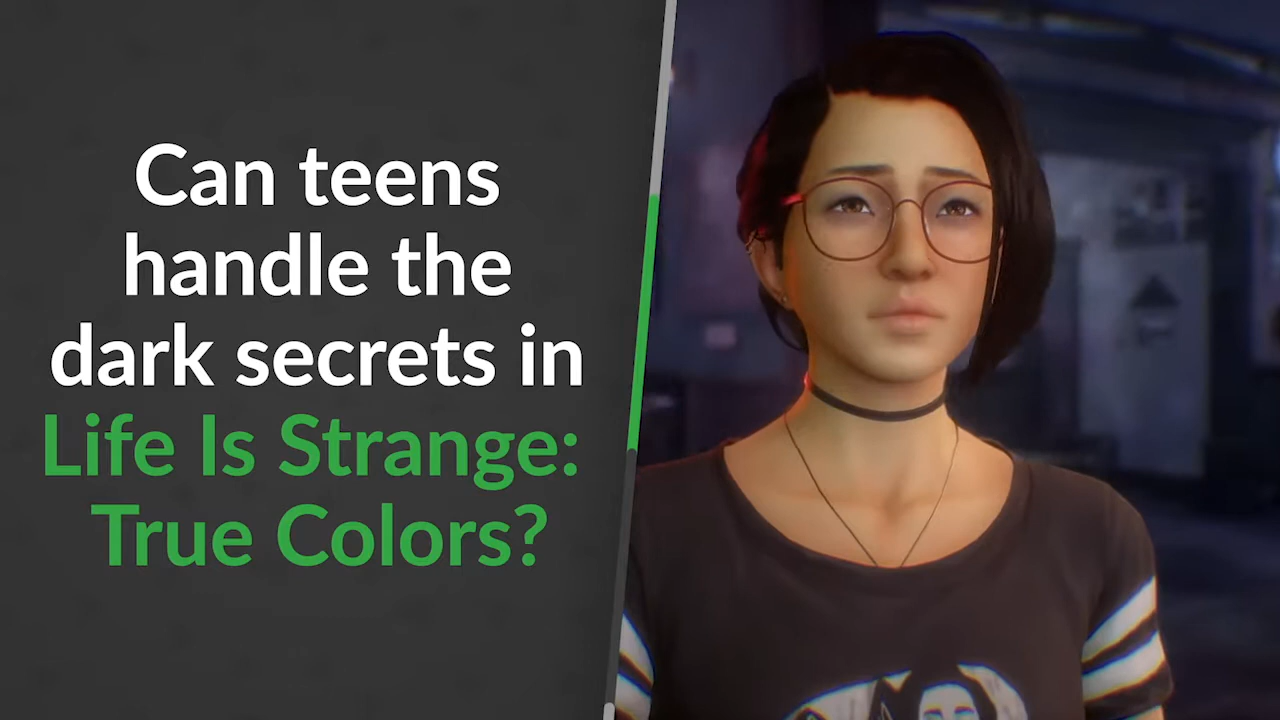 Can teens
handle the
dark secrets in
Life Is Strange:
True Colors?